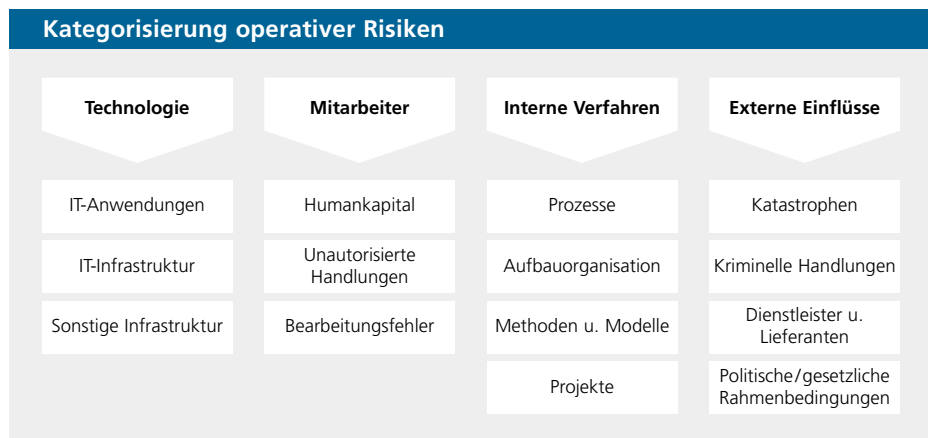 Kategorisierung operativer Risiken
Technologie
IT-Anwendungen
IT-Infrastruktur
Sonstige Infrastruktur
Mitarbeiter
Humankapital
Unautorisierte
Handlungen
Bearbeitungsfehler
Interne Verfahren
Prozesse
Aufbauorganisation
Methoden u. Modelle
Projekte
Externe Einflüsse
Katastrophen
Kriminelle Handlungen
Dienstleister u.
Lieferanten
Politische/gesetzliche
Rahmenbedingungen